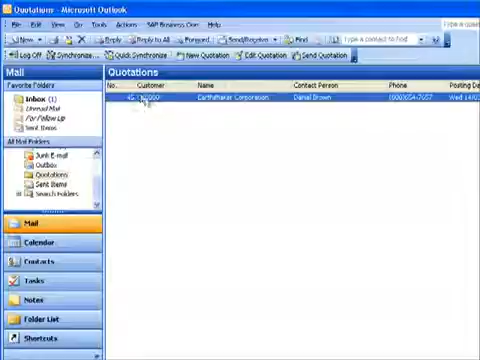 Quotations - Microsoft Outlook
File Edit View Go Tools Actions SAP Business One Help
New Reply Reply to All Forward Send/Receive Find Type a contact to find
Log Off Synchronize... Quick Synchronize... New Quotation Edit Quotation Send Quotation
Mail Quotations
Favorite Folders
No. Customer Name Contact Person Phone Posting Da
Inbox (1)
Daniel Brown (800)654-7657 Wed
Unread Mail
For Follow Up
Sent Items
All Mail Folders
Junk E-mail
Outbox
Quotations
Sent Items
Search Folders
Mail
Calendar
Contacts
Tasks
Notes
Folder List
Shortcuts